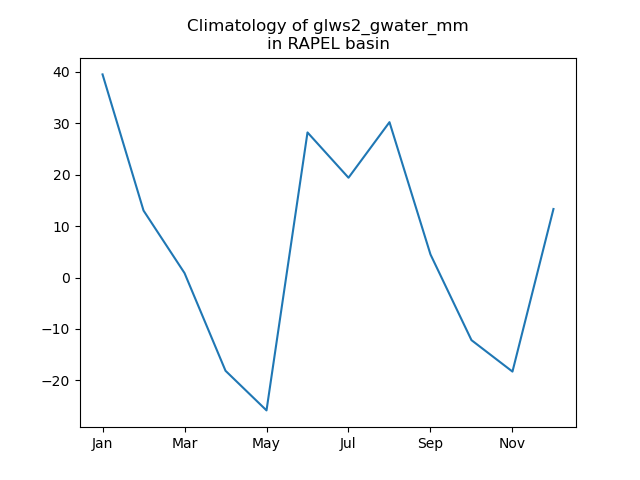 Climatology of glws2_gwater_mm
in RAPEL basin
40
30
20
10
0
−10
−20
Jan
Mar
May
Jul
Sep
Nov